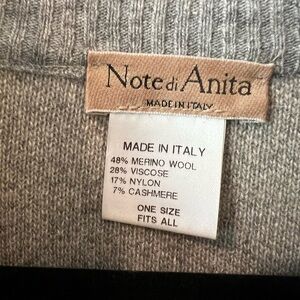 Note di Anita
MADE IN ITALY
MADE IN ITALY
48% MERINO WOOL
28% VISCOSE
17% NYLON
7% CASHMERE
ONE SIZE
FITS ALL